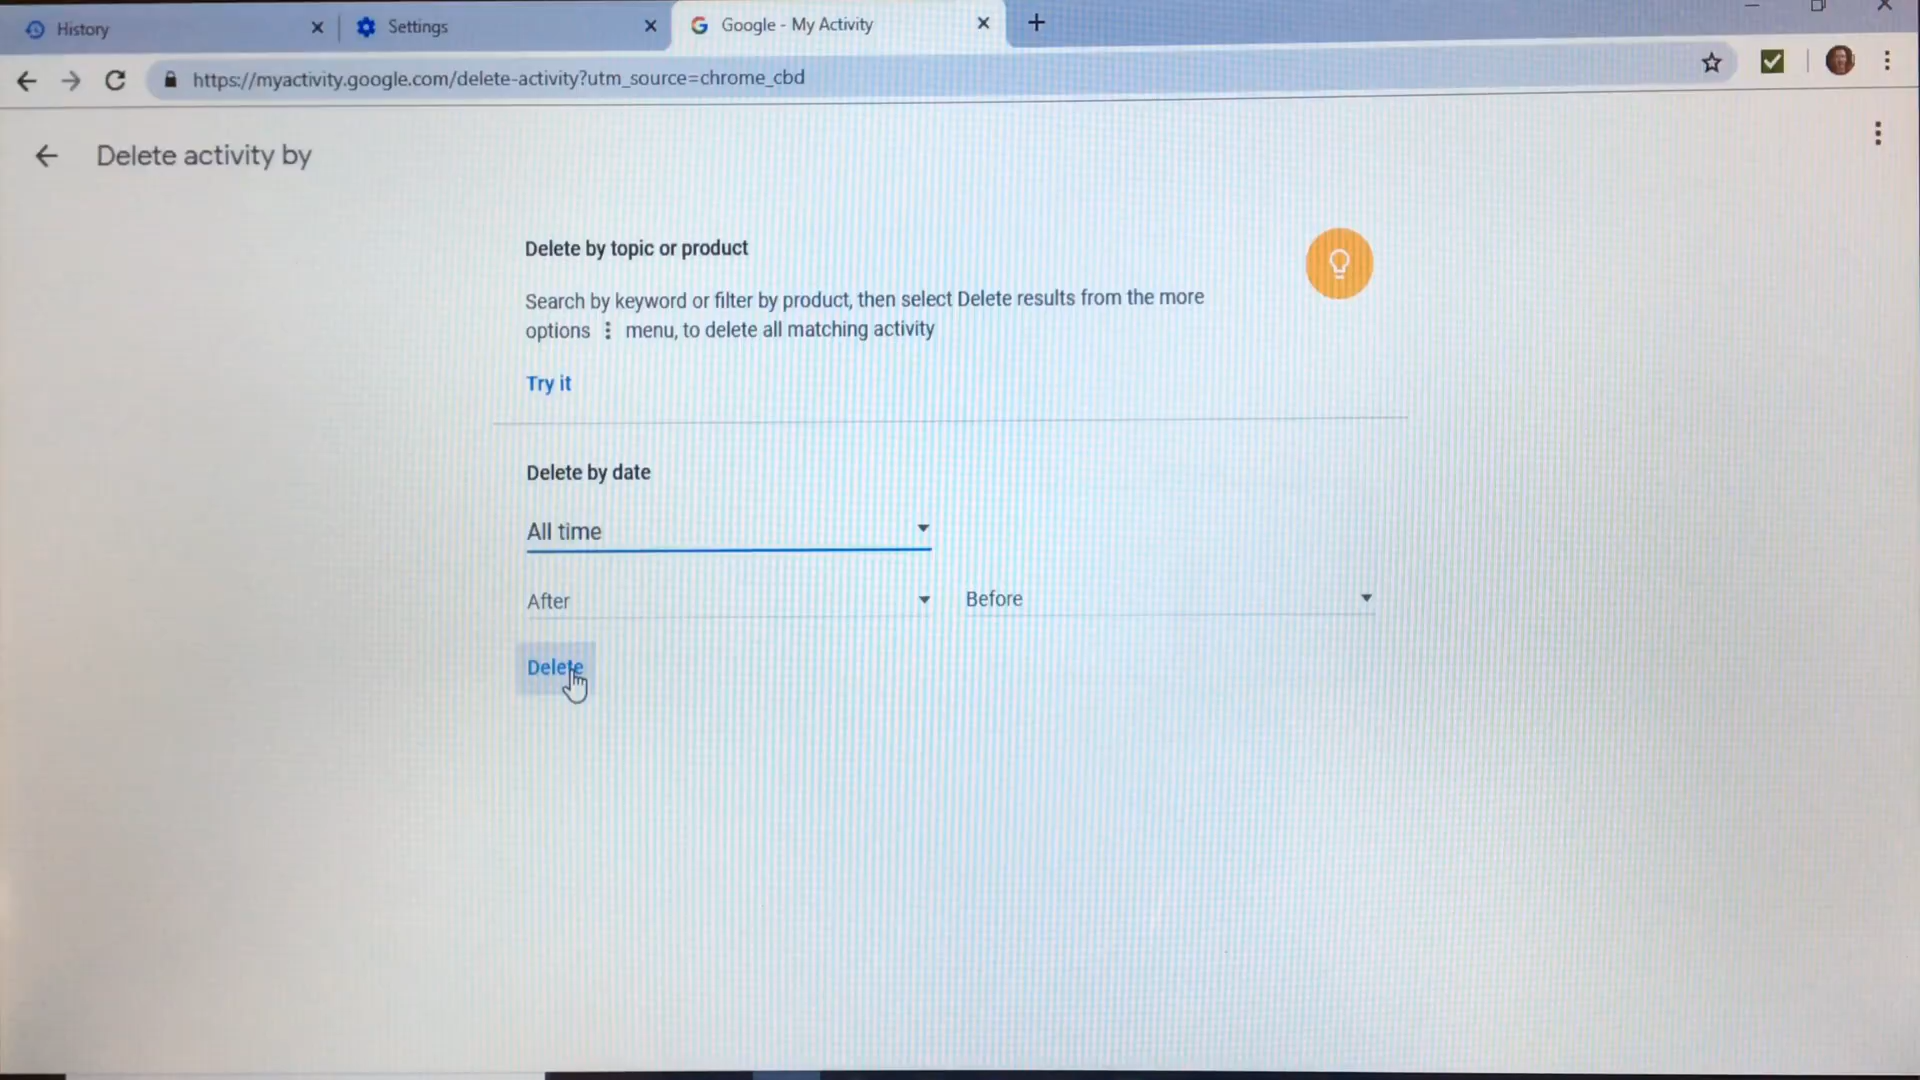 History
Settings
Google - My Activity
https://myactivity.google.com/delete-activity?utm_source=chrome_cbd
Delete activity by
Delete by topic or product
Search by keyword or filter by product, then select Delete results from the more
options ⋮ menu, to delete all matching activity
Try it
Delete by date
All time
After
Before
Delete